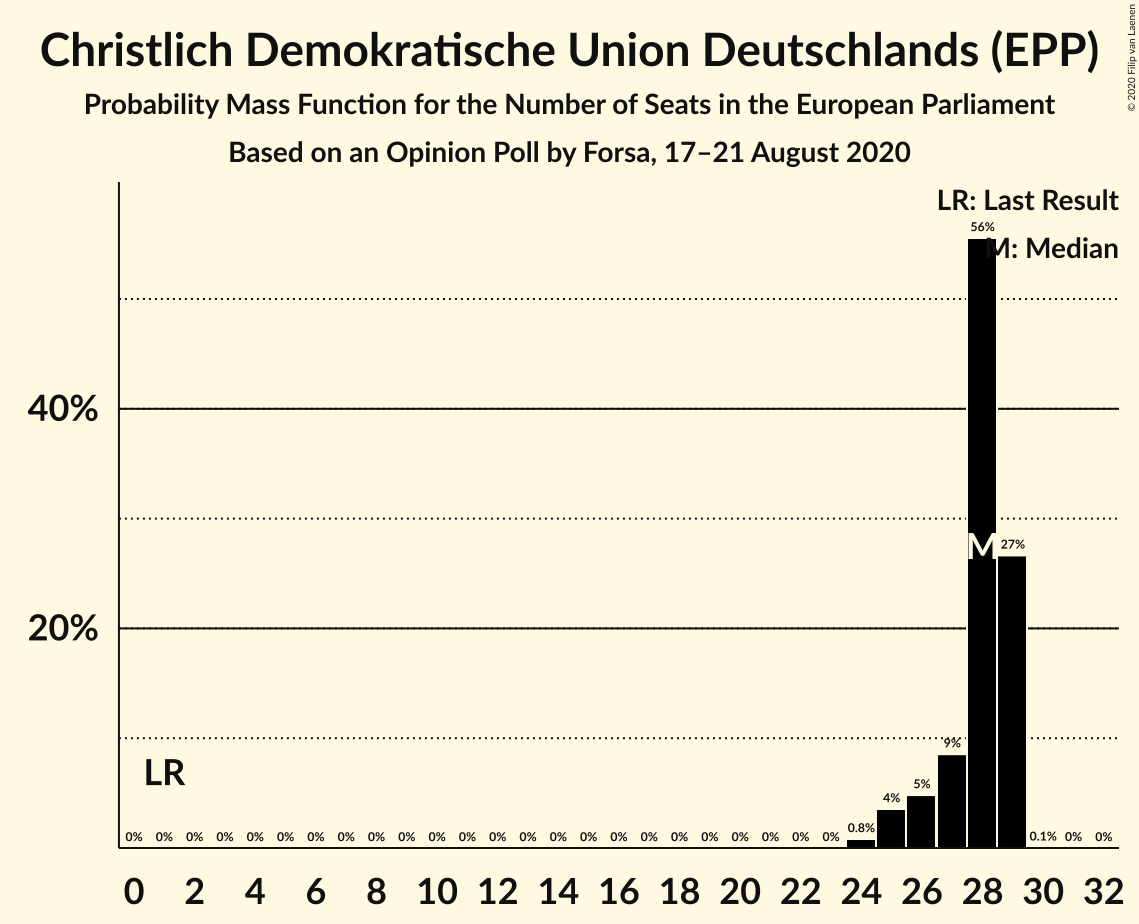 Christlich Demokratische Union Deutschlands (EPP)
Probability Mass Function for the Number of Seats in the European Parliament
Based on an Opinion Poll by Forsa, 17–21 August 2020
© 2020 Filip van Laenen
LR: Last Result
56%
M: Median
40%
M 27%
20%
9%
LR
5%
4%
0.8%
0% 0% 0% 0% 0% 0% 0% 0% 0% 0% 0% 0% 0% 0% 0% 0% 0% 0% 0% 0% 0% 0% 0% 0% 0.1% 0% 0%
0 2 4 6 8 10 12 14 16 18 20 22 24 26 28 30 32